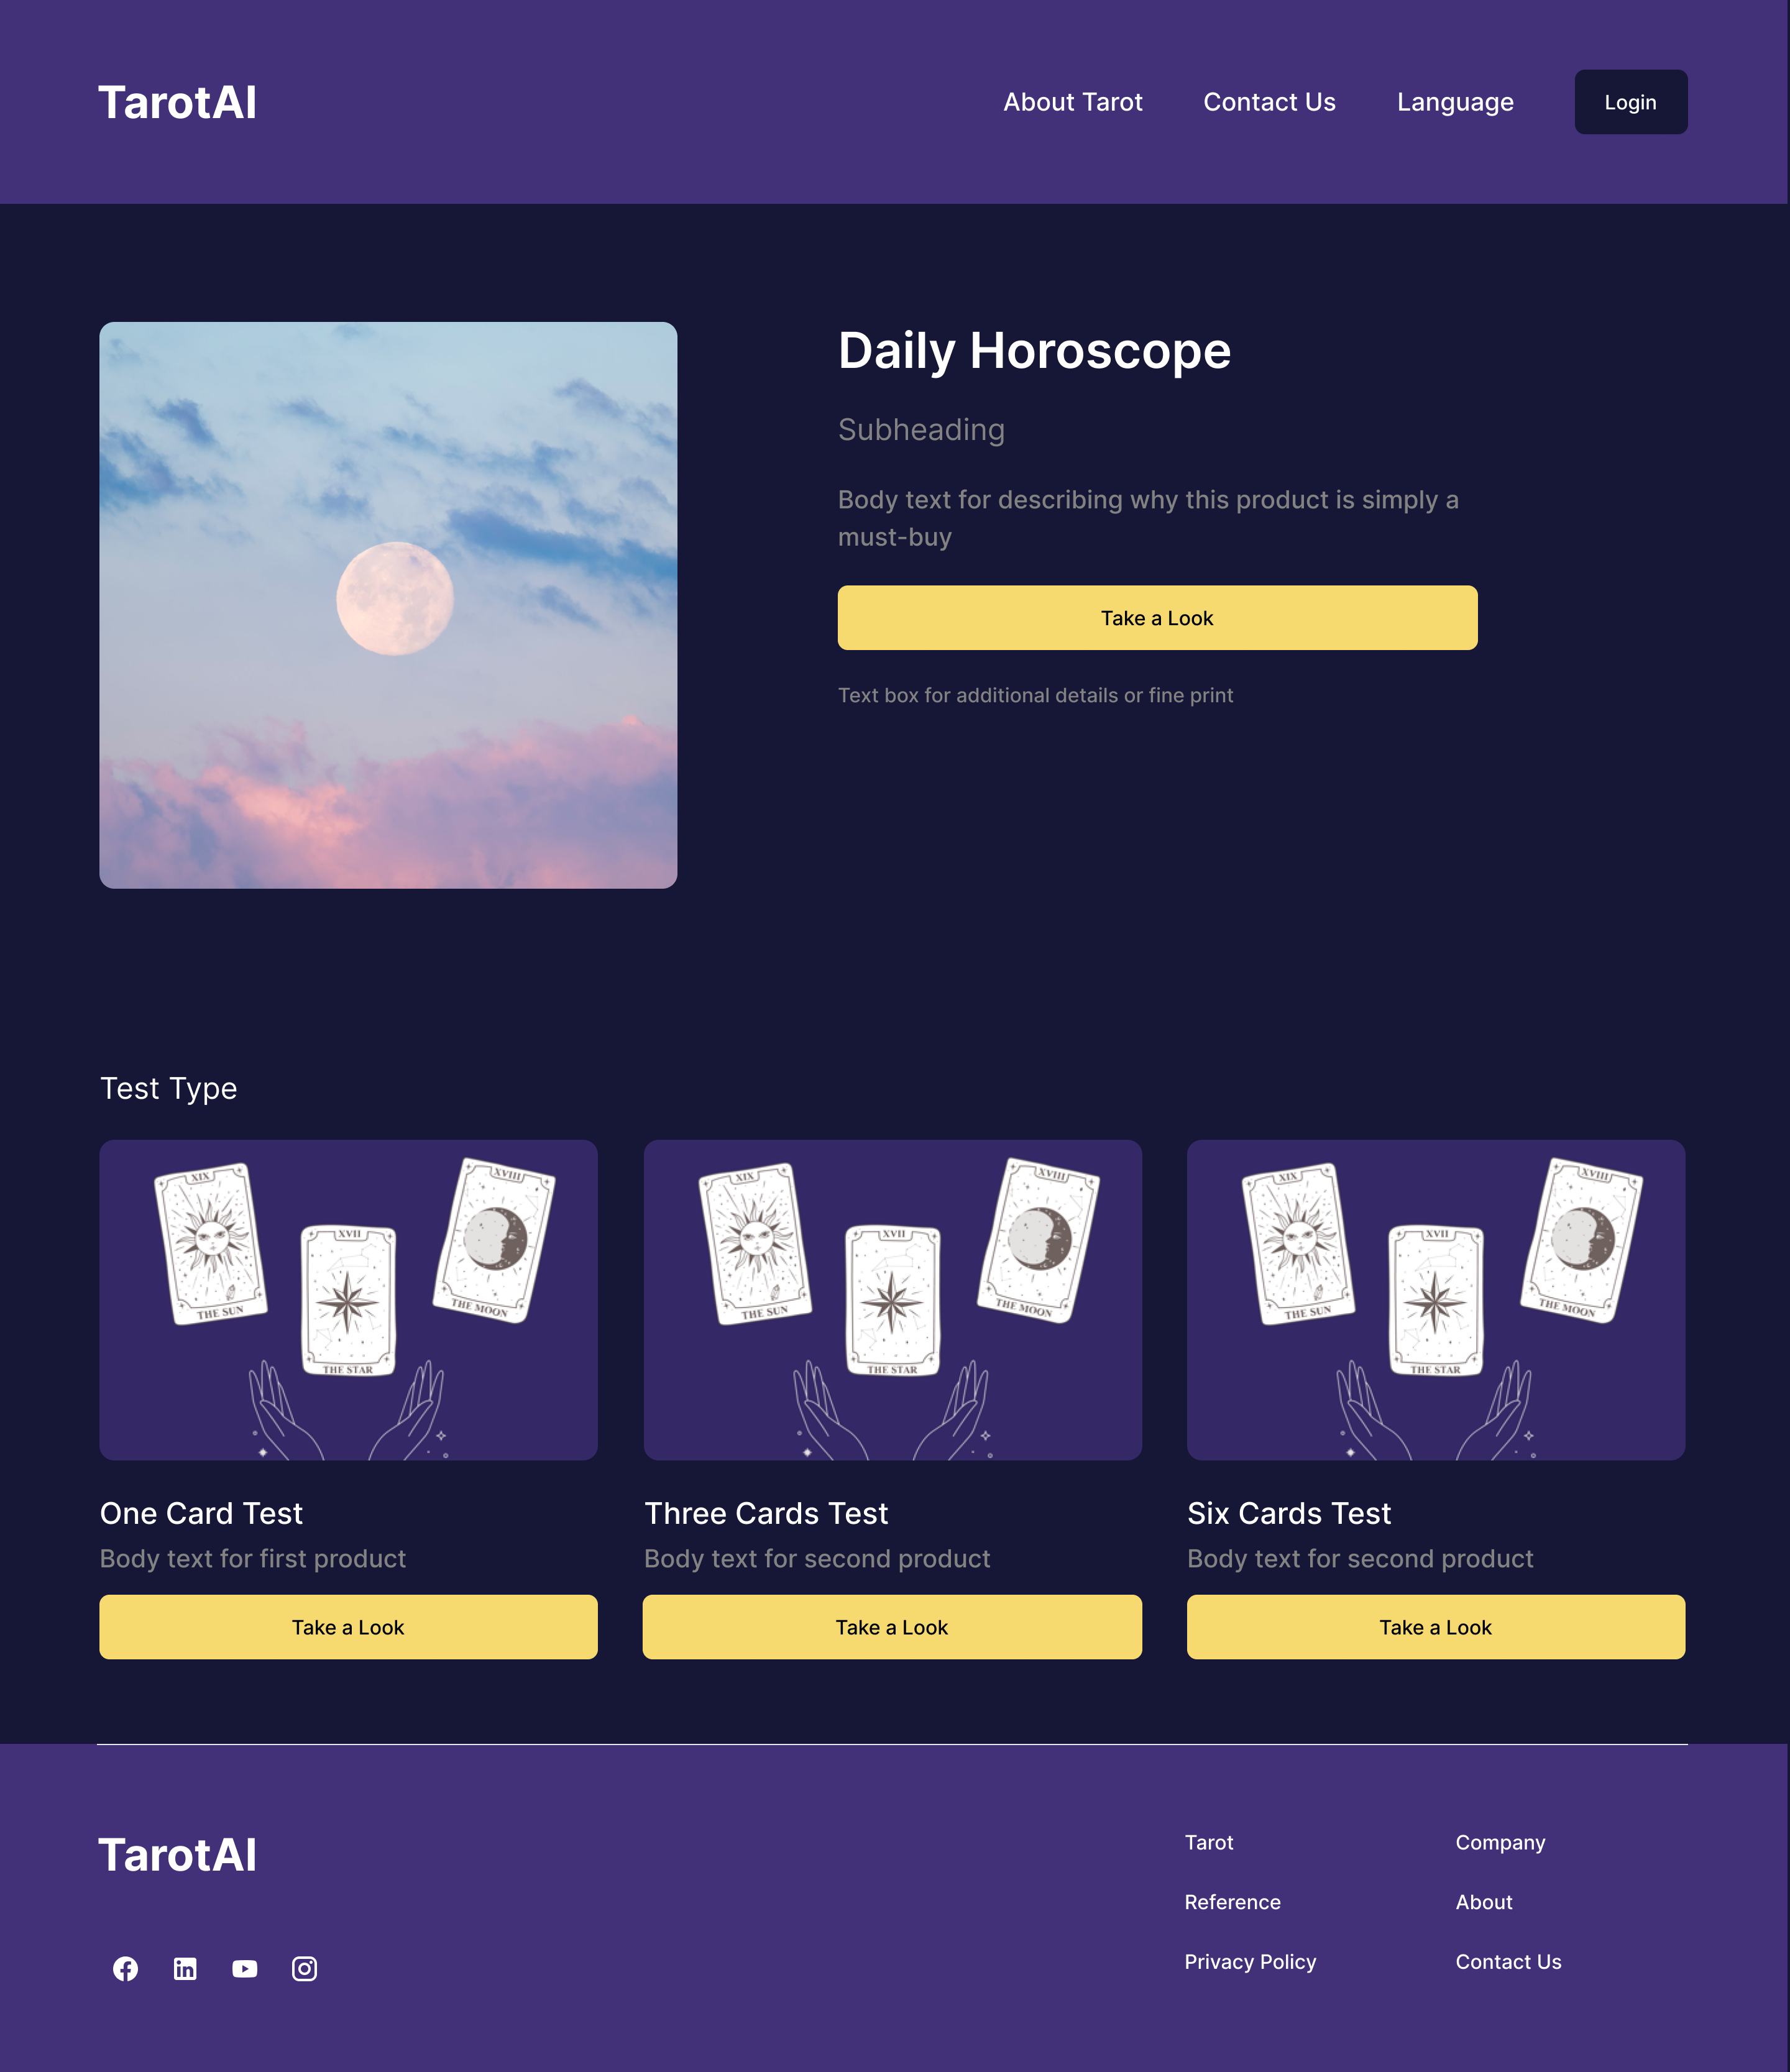 TarotAI
About Tarot
Contact Us
Language
Login
Daily Horoscope
Subheading
Body text for describing why this product is simply a
must-buy
Take a Look
Text box for additional details or fine print
Test Type
XIX
THE SUN
XVII
THE STAR
XVIII
THE MOON
XIX
THE SUN
XVII
THE STAR
XVIII
THE MOON
XIX
THE SUN
XVII
THE STAR
XVIII
THE MOON
One Card Test
Body text for first product
Take a Look
Three Cards Test
Body text for second product
Take a Look
Six Cards Test
Body text for second product
Take a Look
TarotAI
Tarot
Reference
Privacy Policy
Company
About
Contact Us